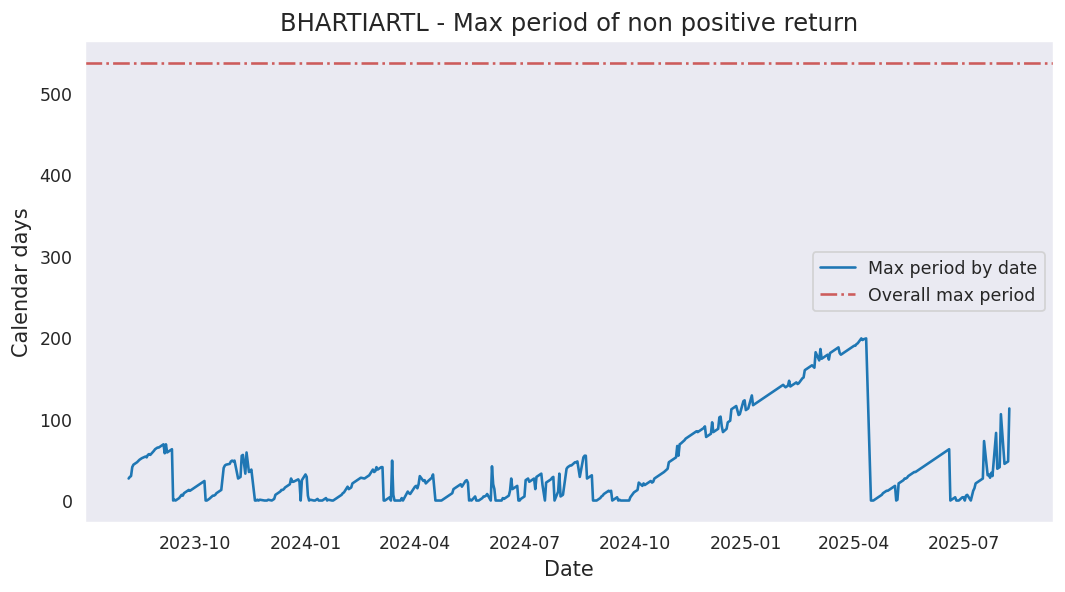 BHARTIARTL - Max period of non positive return
Calendar days
500
400
300
200
100
0
Max period by date
Overall max period
2023-10
2024-01
2024-04
2024-07
2024-10
2025-01
2025-04
2025-07
Date